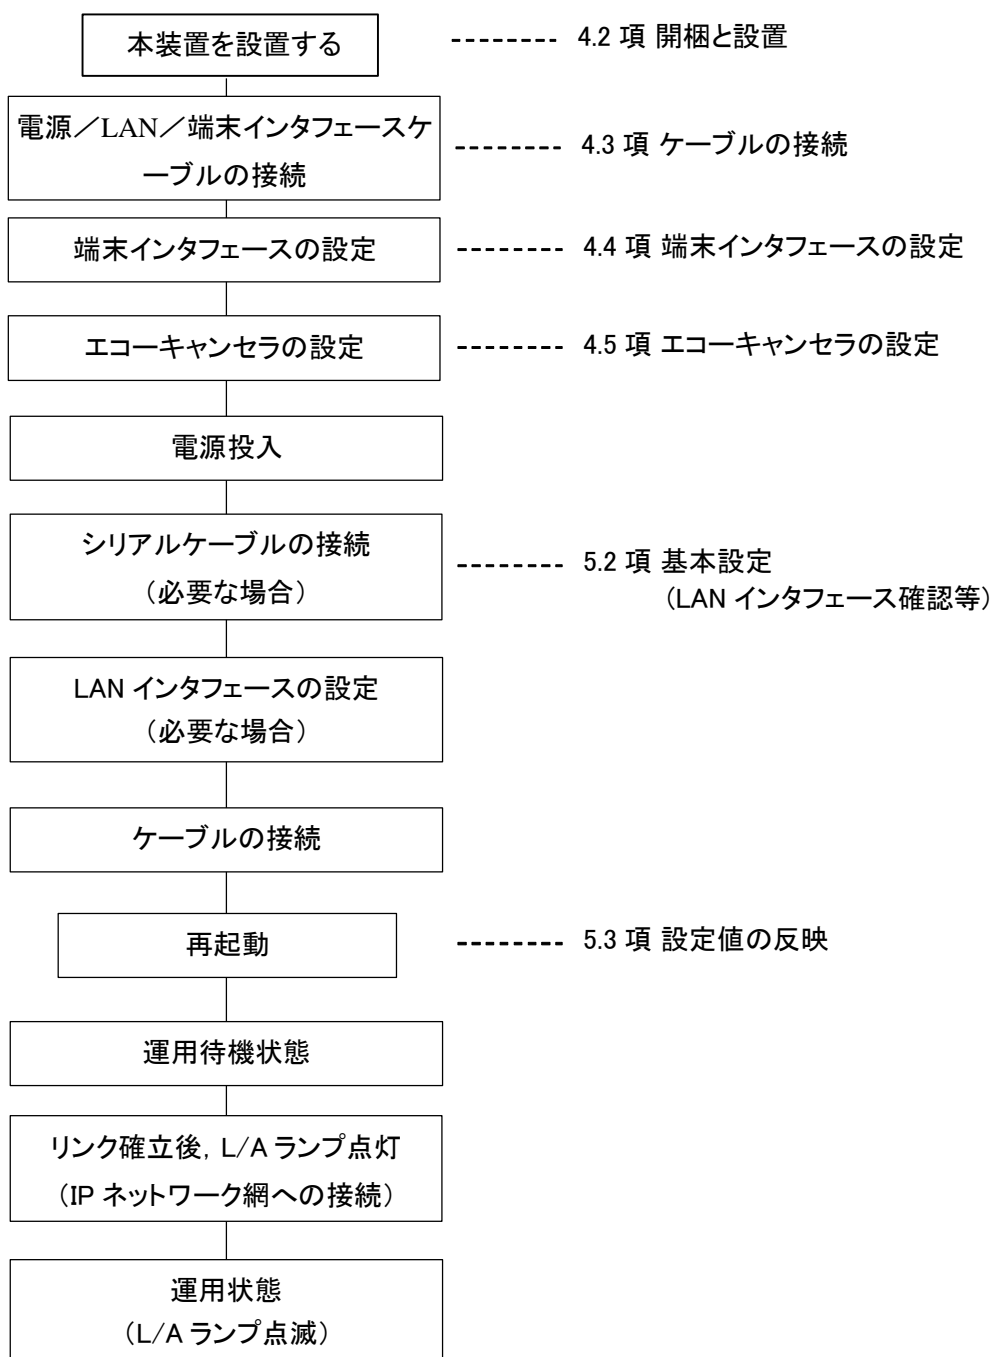 本装置を設置する -------- 4.2 項 開梱と設置
電源／LAN／端末インタフェースケ
ーブルの接続 -------- 4.3 項 ケーブルの接続
端末インタフェースの設定 -------- 4.4 項 端末インタフェースの設定
エコーキャンセラの設定 -------- 4.5 項 エコーキャンセラの設定
電源投入
シリアルケーブルの接続
（必要な場合） -------- 5.2 項 基本設定
（LAN インタフェース確認等）
LAN インタフェースの設定
（必要な場合）
ケーブルの接続
再起動 -------- 5.3 項 設定値の反映
運用待機状態
リンク確立後，L/A ランプ点灯
（IP ネットワーク網への接続）
運用状態
（L/A ランプ点滅）